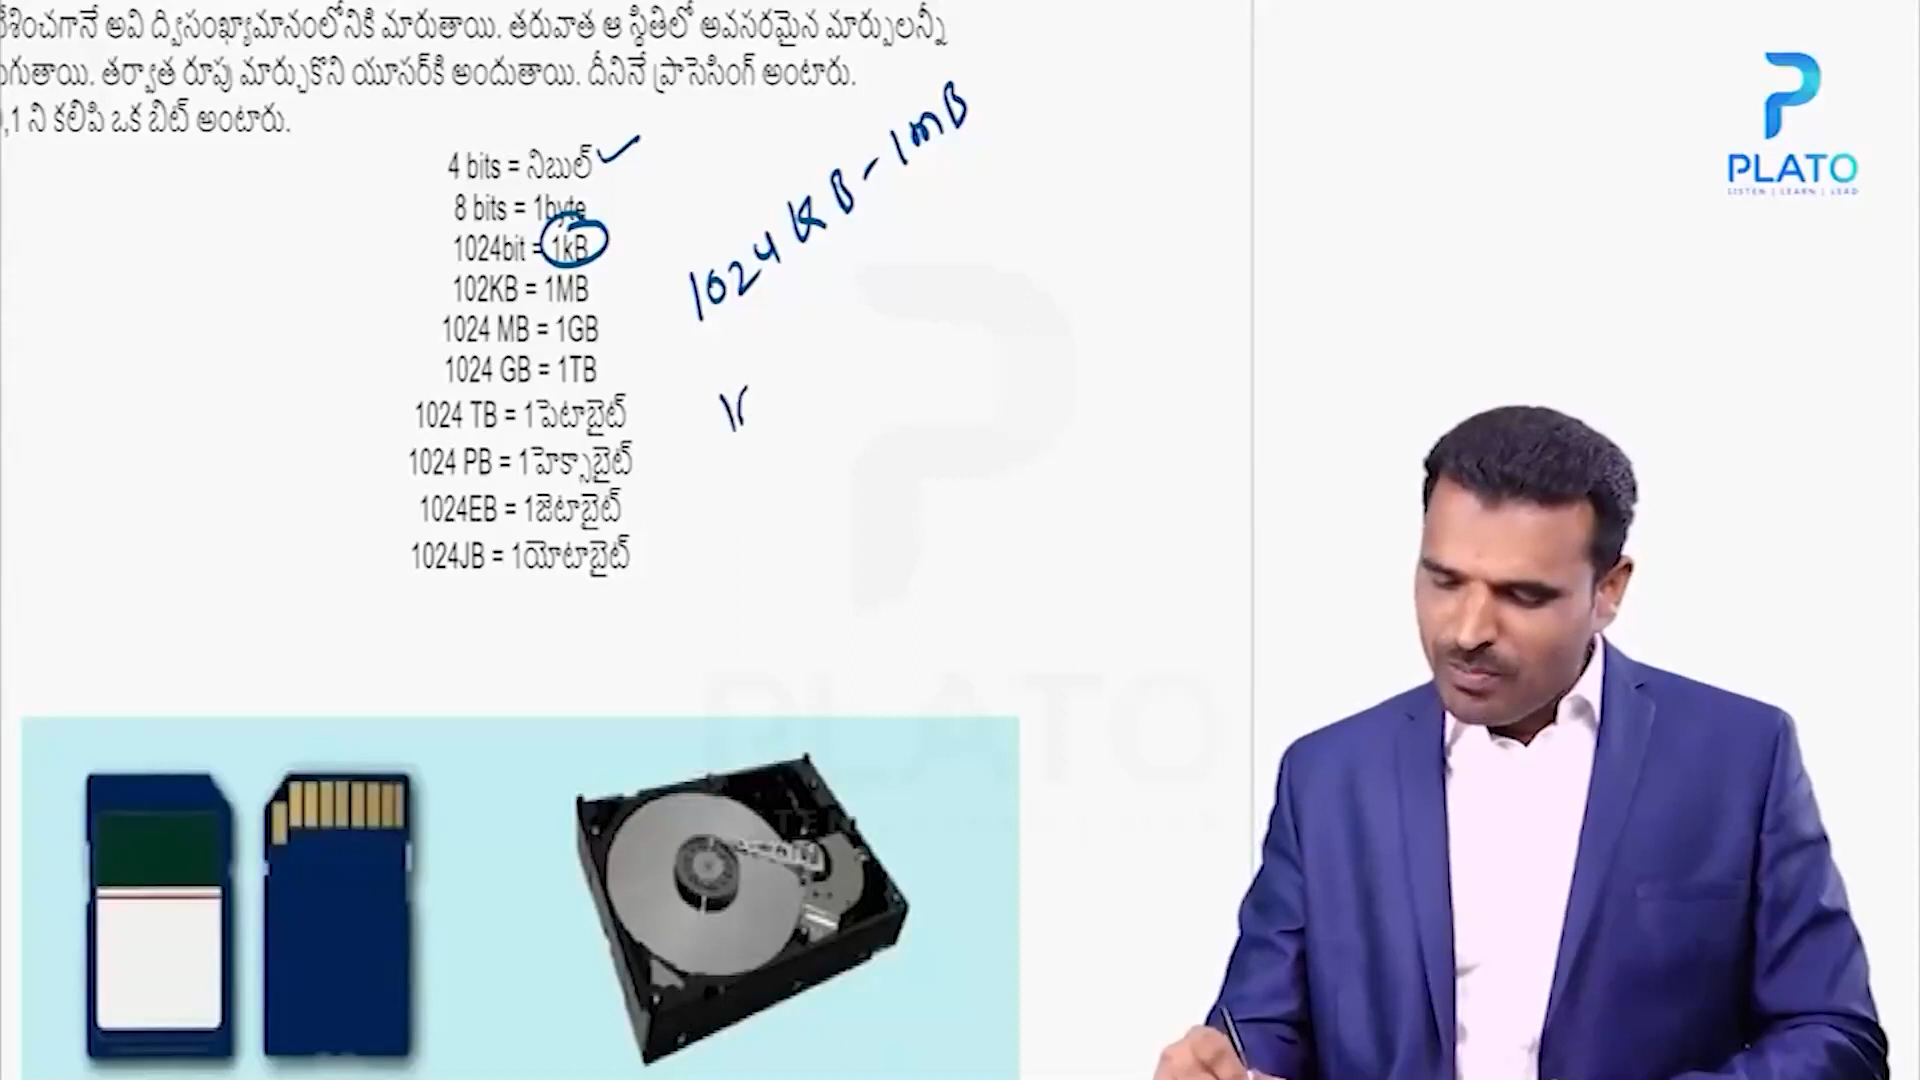 అవి ద్విసంఖ్యామానంలోనికి మారుతాయి. తరువాత ఆ స్థితిలో అవసరమైన మార్పులన్నీ
తర్వాత రూపు మార్చుకొని యూసర్‌కి అందుతాయి. దీనినే ప్రాసెసింగ్ అంటారు.
,1 ని కలిపి ఒక బిట్ అంటారు.
4 bits = నిబుల్
8 bits = 1byte
1024bit = 1kB
102KB = 1MB
1024 MB = 1GB
1024 GB = 1TB
1024 TB = 1పెటాబైట్
1024 PB = 1హెక్సాబైట్
1024EB = 1జెటాబైట్
1024JB = 1యోటాబైట్
1024 KB - 1MB
PLATO
LISTEN | LEARN | LEAD
PLATO